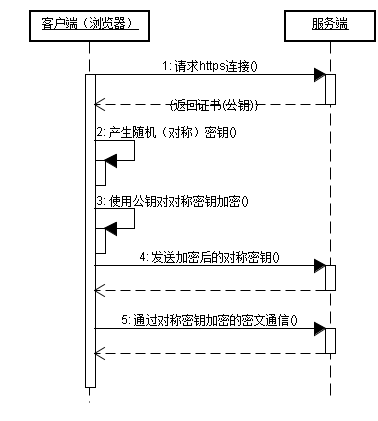 客户端（浏览器）
服务端
1: 请求https连接()
(返回证书(公钥))
2: 产生随机（对称）密钥()
3: 使用公钥对对称密钥加密()
4: 发送加密后的对称密钥()
5: 通过对称密钥加密的密文通信()